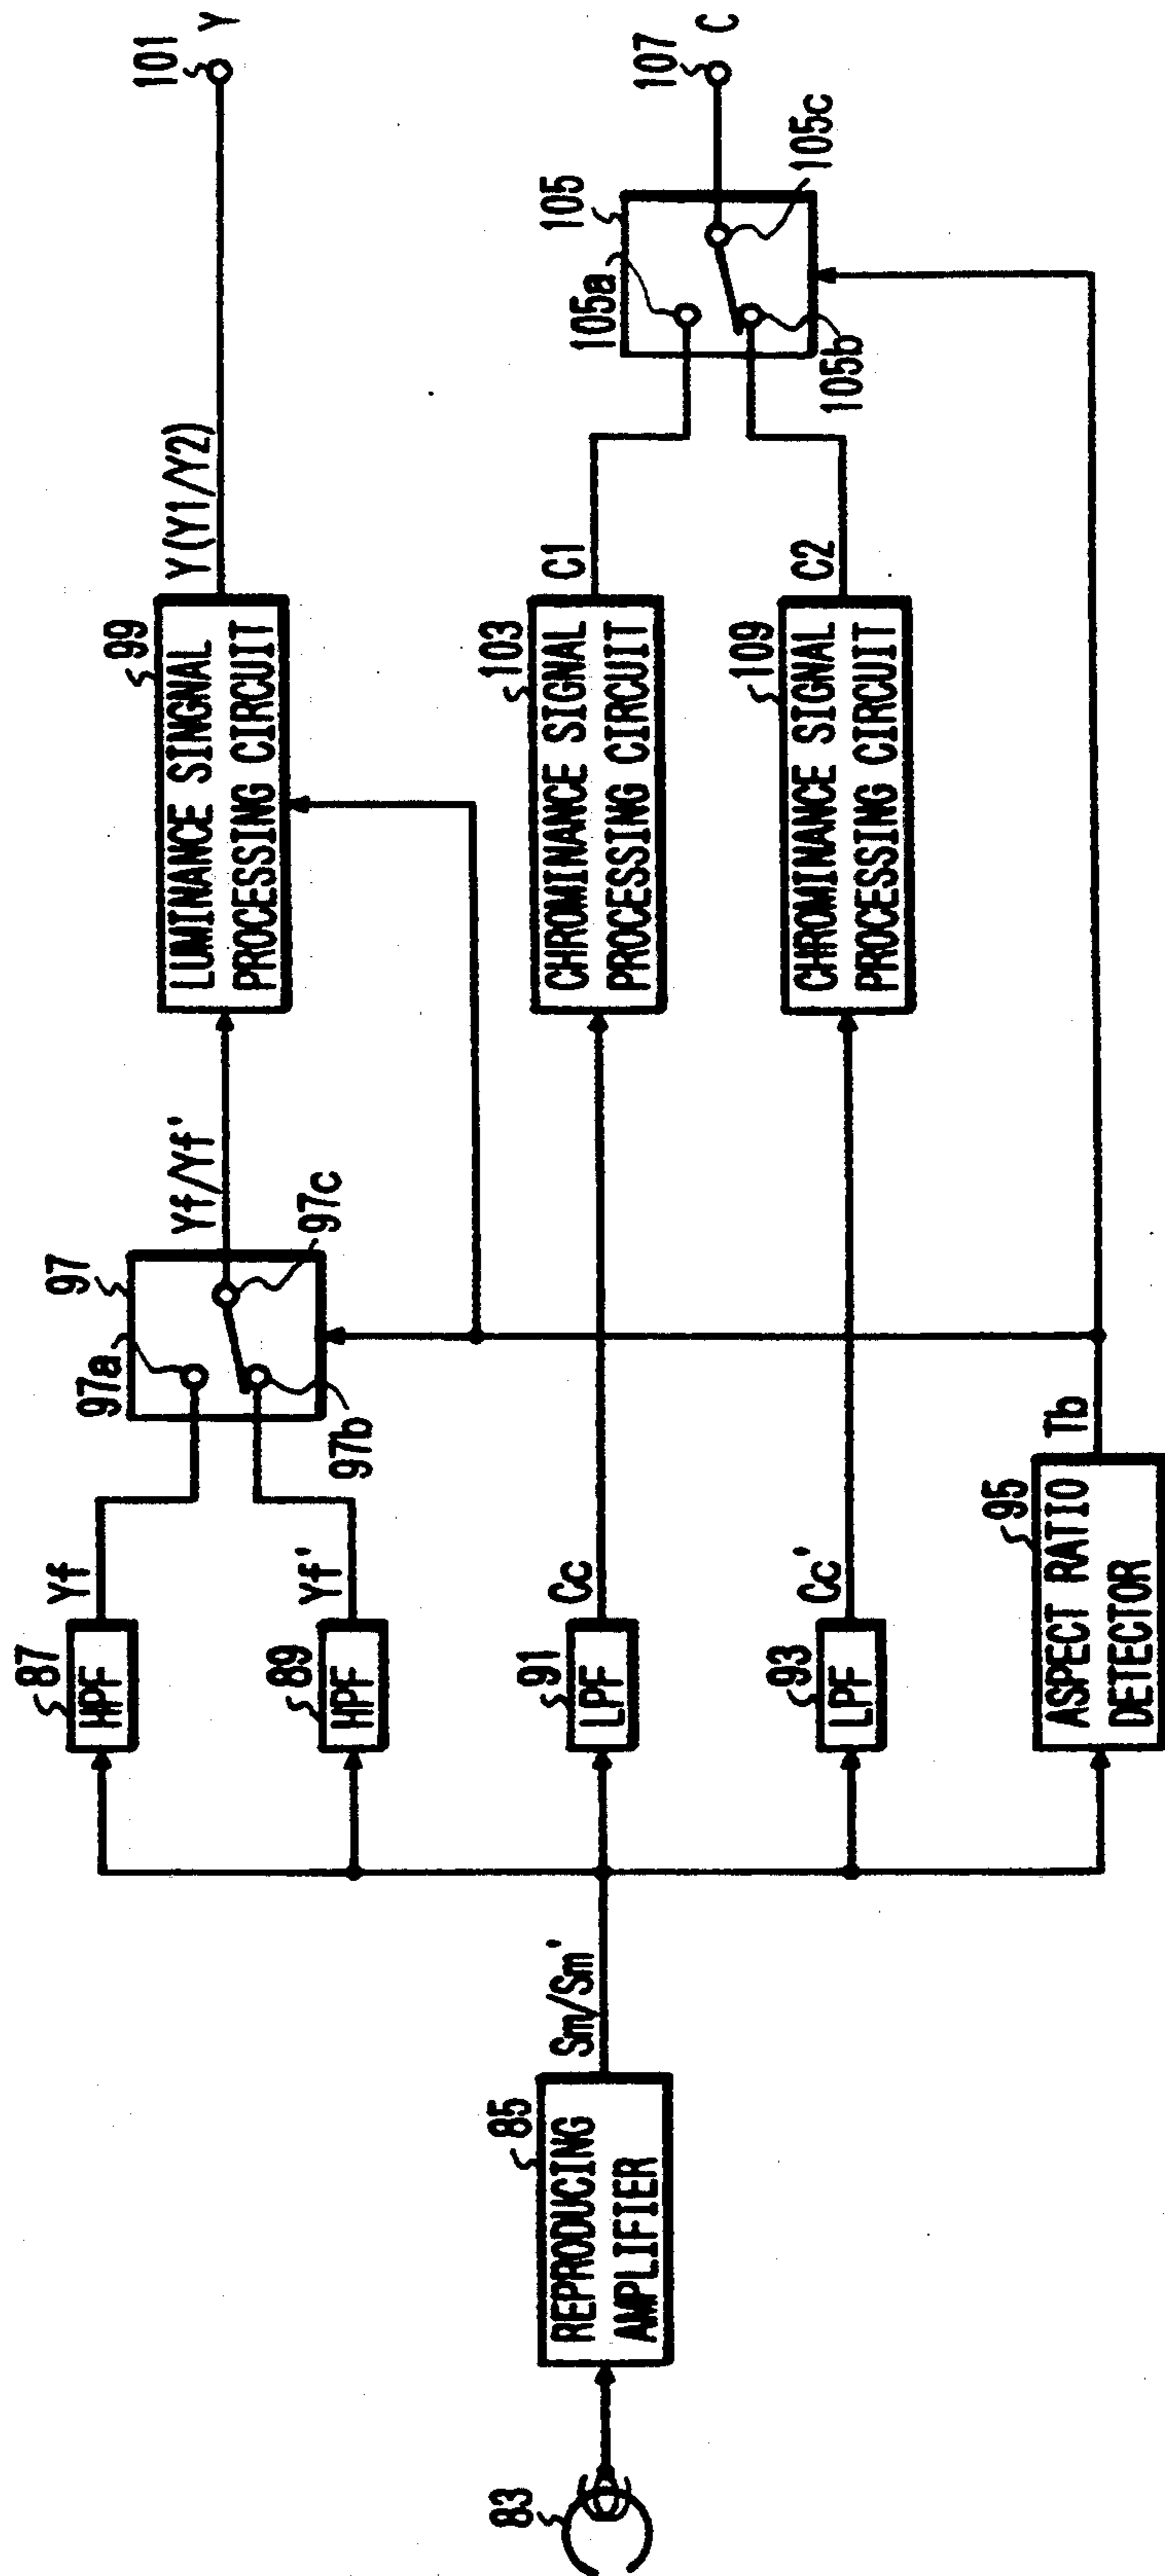 83
85
REPRODUCING
AMPLIFIER
Sm/Sm'
87
HPF
Yf
89
HPF
Yf'
91
LPF
Cc
93
LPF
Cc'
95
ASPECT RATIO
DETECTOR
Tb
97
97a
97b
97c
Yf/Yf'
99
LUMINANCE SINGNAL
PROCESSING CIRCUIT
Y(Y1/Y2)
101
Y
103
CHROMINANCE SIGNAL
PROCESSING CIRCUIT
C1
109
CHROMINANCE SIGNAL
PROCESSING CIRCUIT
C2
105
105a
105b
105c
107
C